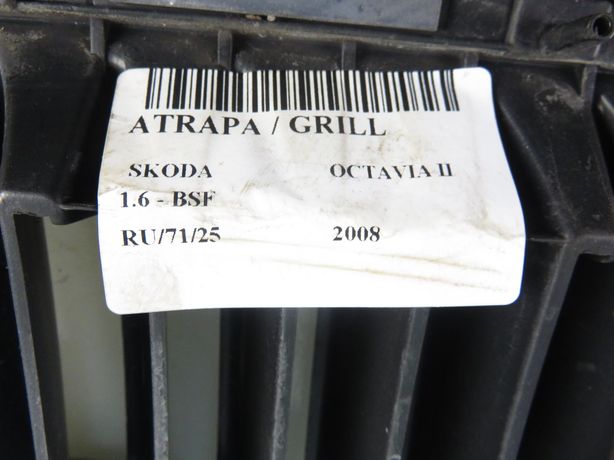 ATRAPA / GRILL
SKODA OCTAVIA II
1.6 - BSF
RU/71/25 2008